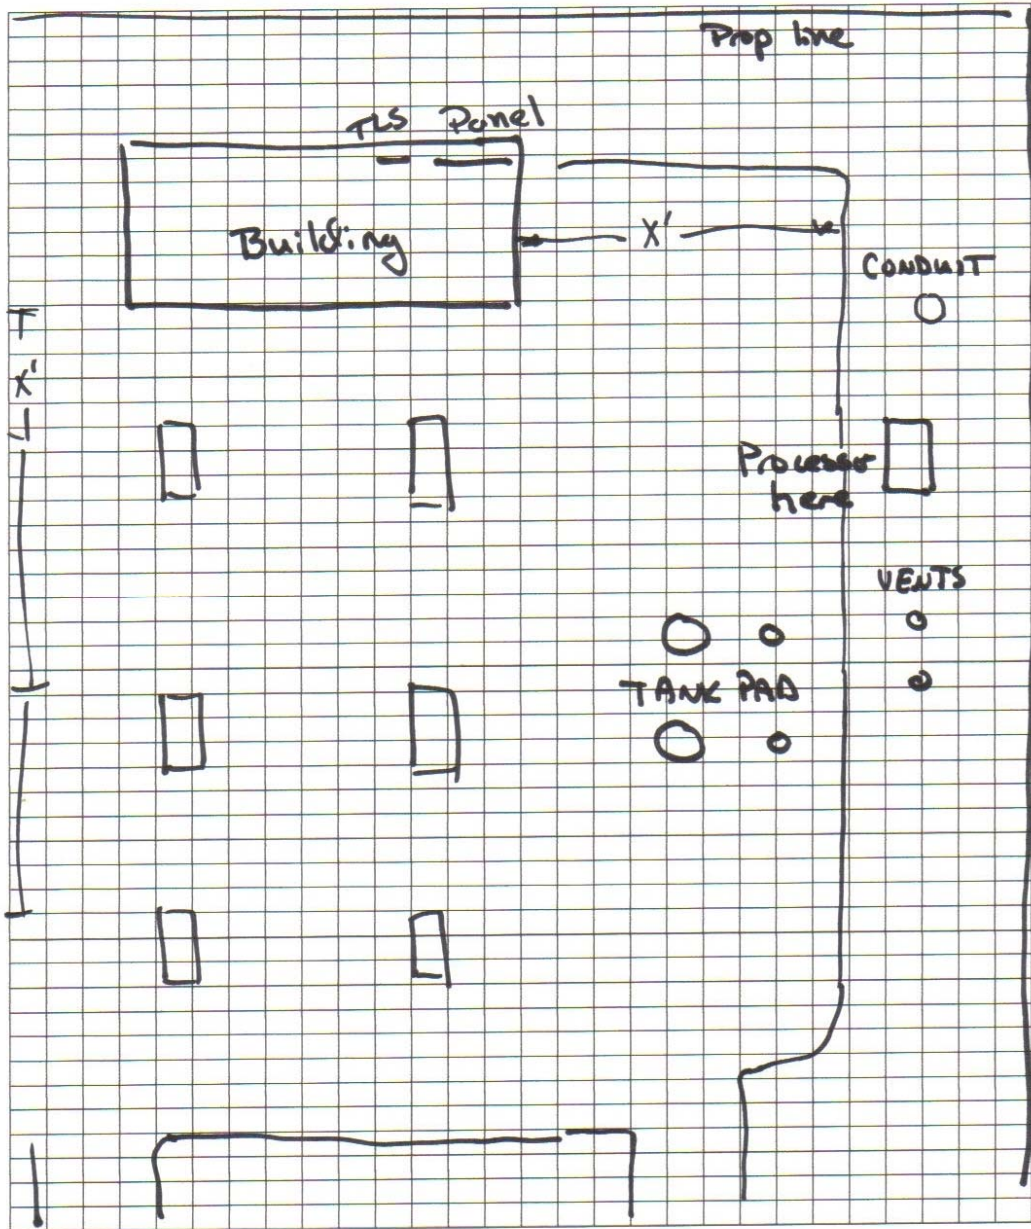 Prop line
TLS Panel
Building
X'
CONDUIT
X'
Processor
here
VENTS
TANK PAD